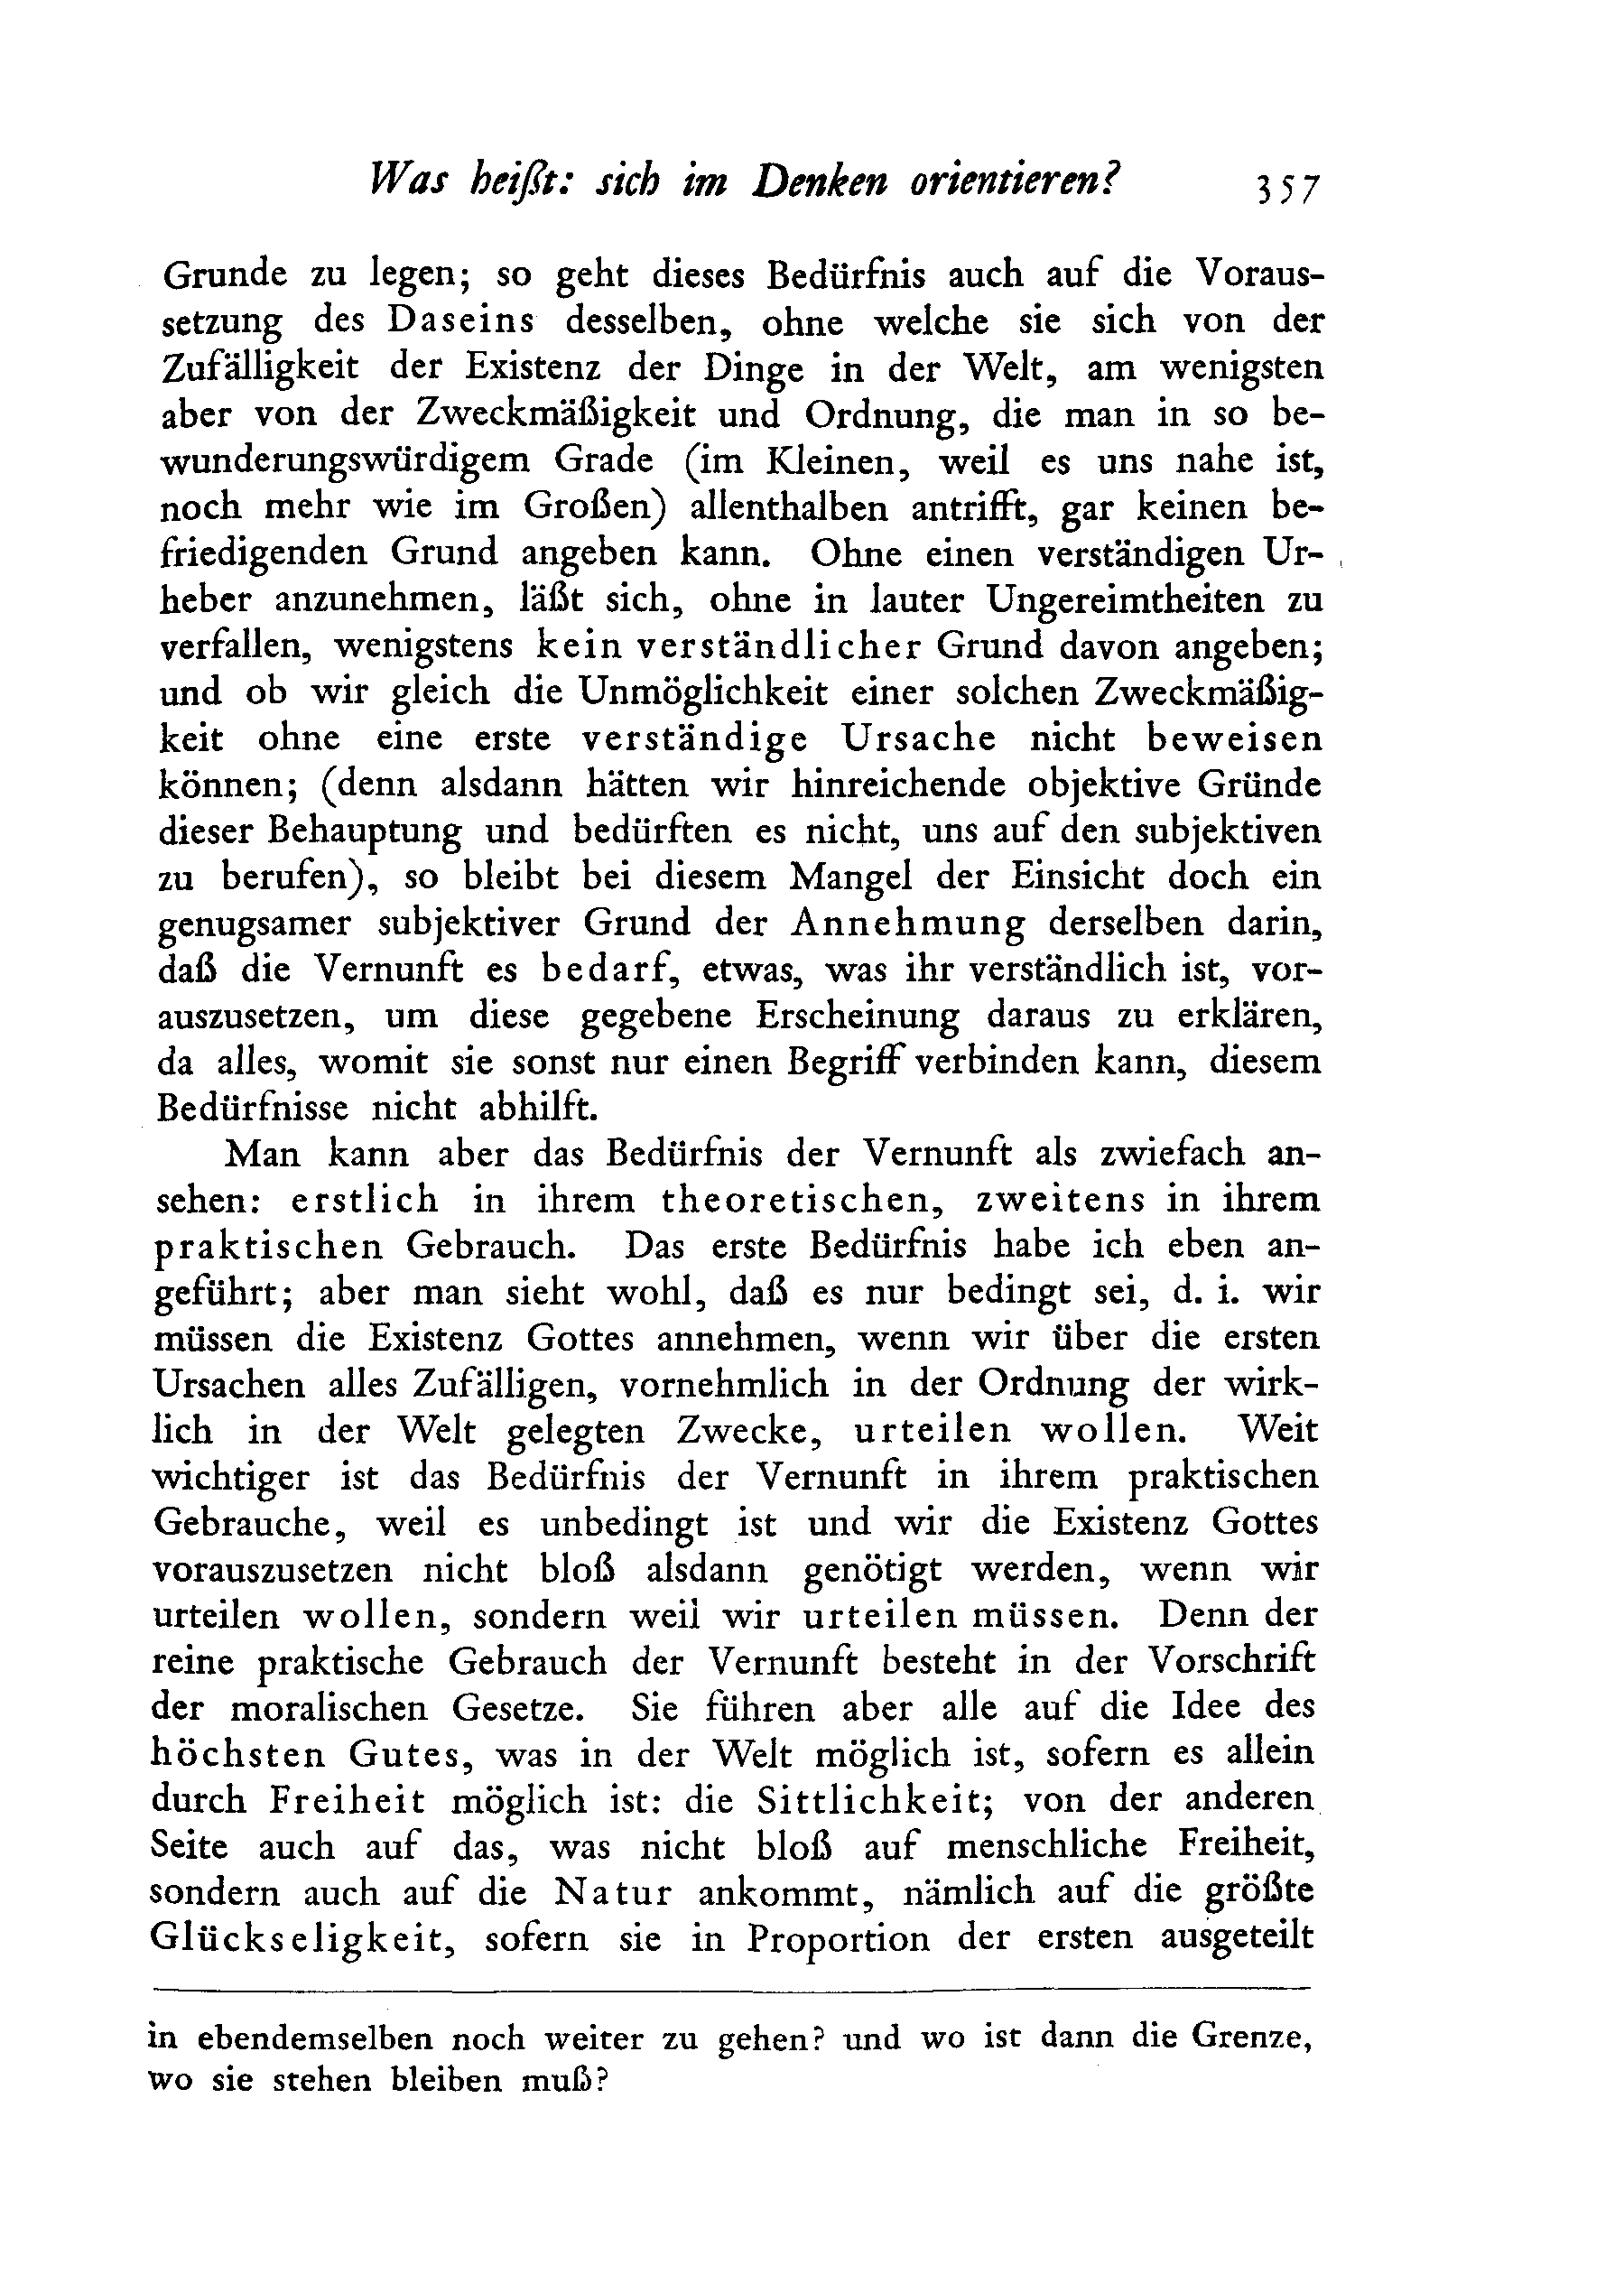 Was heißt: sich im Denken orientieren? 357
Grunde zu legen; so geht dieses Bedürfnis auch auf die Voraus-
setzung des Daseins desselben, ohne welche sie sich von der
Zufälligkeit der Existenz der Dinge in der Welt, am wenigsten
aber von der Zweckmäßigkeit und Ordnung, die man in so be-
wunderungswürdigem Grade (im Kleinen, weil es uns nahe ist,
noch mehr wie im Großen) allenthalben antrifft, gar keinen be-
friedigenden Grund angeben kann. Ohne einen verständigen Ur-
heber anzunehmen, läßt sich, ohne in lauter Ungereimtheiten zu
verfallen, wenigstens kein verständlicher Grund davon angeben;
und ob wir gleich die Unmöglichkeit einer solchen Zweckmäßig-
keit ohne eine erste verständige Ursache nicht beweisen
können; (denn alsdann hätten wir hinreichende objektive Gründe
dieser Behauptung und bedürften es nicht, uns auf den subjektiven
zu berufen), so bleibt bei diesem Mangel der Einsicht doch ein
genugsamer subjektiver Grund der Annehmung derselben darin,
daß die Vernunft es bedarf, etwas, was ihr verständlich ist, vor-
auszusetzen, um diese gegebene Erscheinung daraus zu erklären,
da alles, womit sie sonst nur einen Begriff verbinden kann, diesem
Bedürfnisse nicht abhilft.
Man kann aber das Bedürfnis der Vernunft als zwiefach an-
sehen: erstlich in ihrem theoretischen, zweitens in ihrem
praktischen Gebrauch. Das erste Bedürfnis habe ich eben an-
geführt; aber man sieht wohl, daß es nur bedingt sei, d. i. wir
müssen die Existenz Gottes annehmen, wenn wir über die ersten
Ursachen alles Zufälligen, vornehmlich in der Ordnung der wirk-
lich in der Welt gelegten Zwecke, urteilen wollen. Weit
wichtiger ist das Bedürfnis der Vernunft in ihrem praktischen
Gebrauche, weil es unbedingt ist und wir die Existenz Gottes
vorauszusetzen nicht bloß alsdann genötigt werden, wenn wir
urteilen wollen, sondern weil wir urteilen müssen. Denn der
reine praktische Gebrauch der Vernunft besteht in der Vorschrift
der moralischen Gesetze. Sie führen aber alle auf die Idee des
höchsten Gutes, was in der Welt möglich ist, sofern es allein
durch Freiheit möglich ist: die Sittlichkeit; von der anderen
Seite auch auf das, was nicht bloß auf menschliche Freiheit,
sondern auch auf die Natur ankommt, nämlich auf die größte
Glückseligkeit, sofern sie in Proportion der ersten ausgeteilt
in ebendemselben noch weiter zu gehen? und wo ist dann die Grenze,
wo sie stehen bleiben muß?